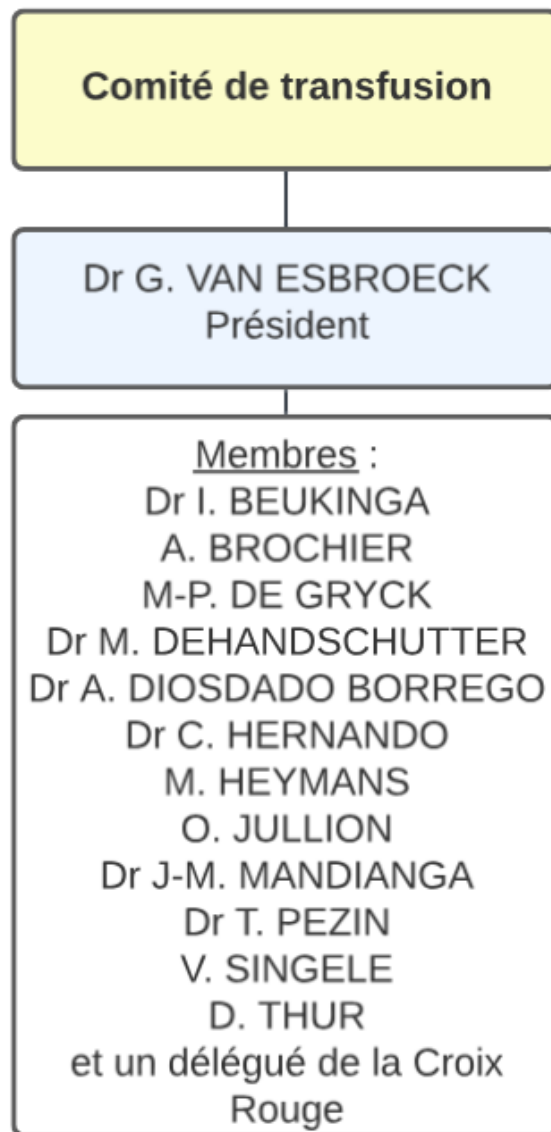 Comité de transfusion
Dr G. VAN ESBROECK
Président
Membres :
Dr I. BEUKINGA
A. BROCHIER
M-P. DE GRYCK
Dr M. DEHANDSCHUTTER
Dr A. DIOSDADO BORREGO
Dr C. HERNANDO
M. HEYMANS
O. JULLION
Dr J-M. MANDIANGA
Dr T. PEZIN
V. SINGELE
D. THUR
et un délégué de la Croix
Rouge